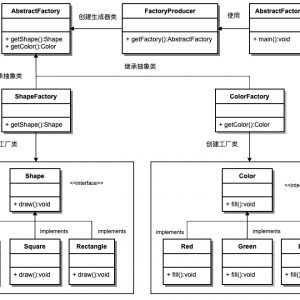 AbstractFactory
FactoryProducer
AbstractFactory
创建生成器类
使用
+ getShape():Shape
+ getColor():Color
+ getFactory():AbstractFactory
+ main():void
继承抽象类
承抽象类
ShapeFactory
ColorFactory
+ getShape():Shape
+ getColor():Color
工厂类
创建工厂类
Shape
<<interface>>
Color
+ draw():void
+ fill():void
implements
implements
implements
implements
Square
Rectangle
Red
Green
+ draw():void
+ draw():void
+ fill():void
+ fill():void